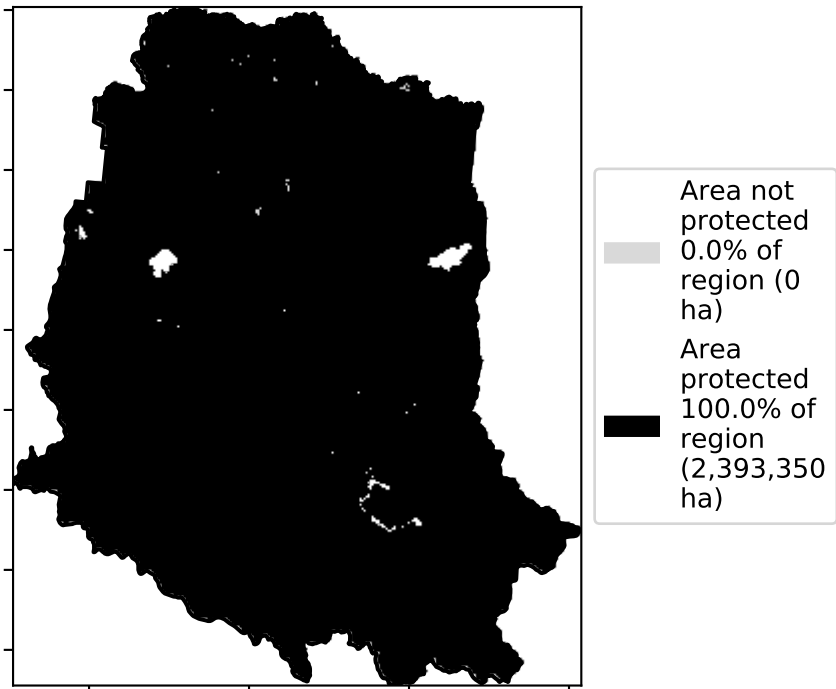 Area not
protected
0.0% of
region (0
ha)
Area
protected
100.0% of
region
(2,393,350
ha)